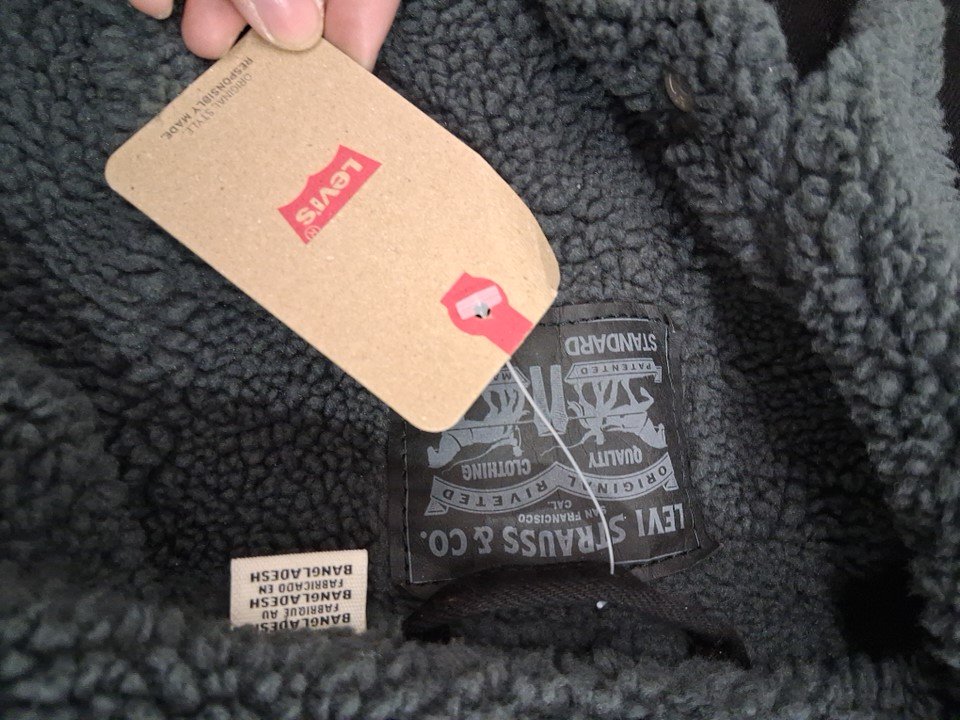 ORIGINAL STYLE.
RESPONSIBLY MADE.
Levi's®
LEVI STRAUSS & CO.
SAN FRANCISCO
CAL.
ORIGINAL RIVETED
QUALITY CLOTHING
PATENTED
STANDARD
BANGLADESH
FABRIQUE AU
BANGLADESH
FABRICADO EN
BANGLADESH